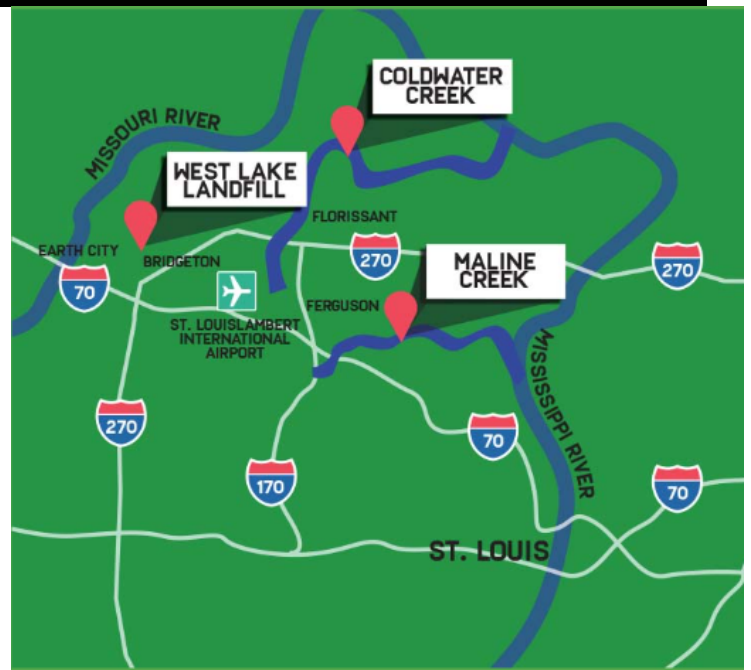 COLDWATER
CREEK
MISSOURI RIVER
WEST LAKE
LANDFILL
FLORISSANT
EARTH CITY
BRIDGETON
270
MALINE
CREEK
270
70
FERGUSON
ST. LOUISLAMBERT
INTERNATIONAL
AIRPORT
MISSISSIPPI RIVER
270
70
170
70
ST. LOUIS